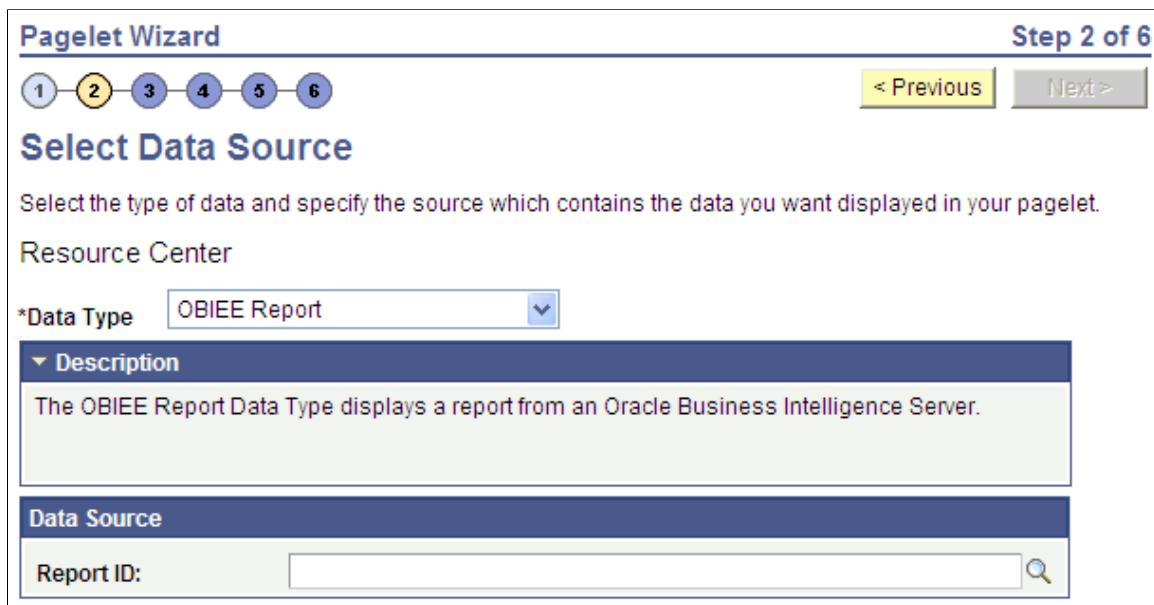 Pagelet Wizard Step 2 of 6
1 2 3 4 5 6 < Previous Next >
Select Data Source
Select the type of data and specify the source which contains the data you want displayed in your pagelet.
Resource Center
*Data Type OBIEE Report
Description
The OBIEE Report Data Type displays a report from an Oracle Business Intelligence Server.
Data Source
Report ID: